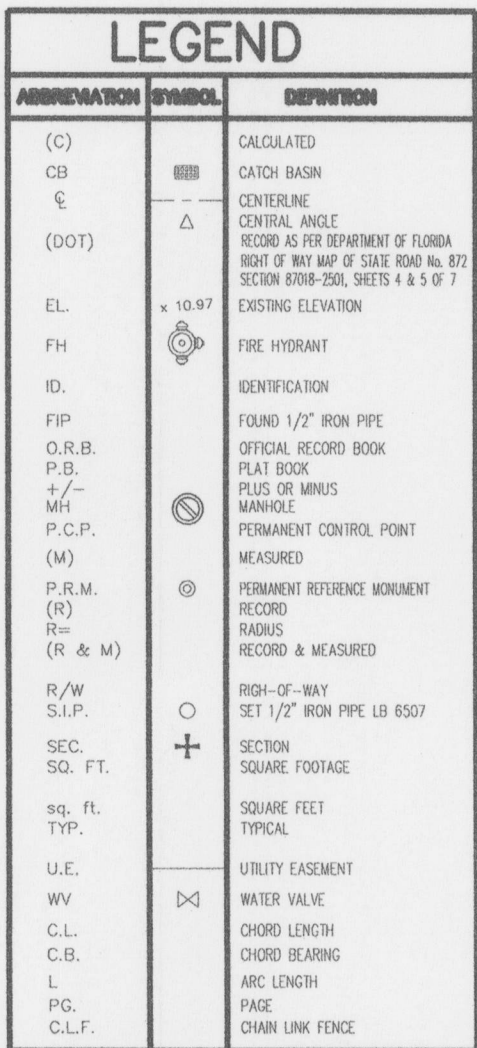 LEGEND
ABBREVIATION SYMBOL DEFINITION
(C) CALCULATED
CB CATCH BASIN
℄ CENTERLINE
△ CENTRAL ANGLE
(DOT) RECORD AS PER DEPARTMENT OF FLORIDA
RIGHT OF WAY MAP OF STATE ROAD No. 872
SECTION 87018-2501, SHEETS 4 & 5 OF 7
EL. x 10.97 EXISTING ELEVATION
FH FIRE HYDRANT
ID. IDENTIFICATION
FIP FOUND 1/2" IRON PIPE
O.R.B. OFFICIAL RECORD BOOK
P.B. PLAT BOOK
+/- PLUS OR MINUS
MH MANHOLE
P.C.P. PERMANENT CONTROL POINT
(M) MEASURED
P.R.M. PERMANENT REFERENCE MONUMENT
(R) RECORD
R= RADIUS
(R & M) RECORD & MEASURED
R/W RIGH-OF-WAY
S.I.P. SET 1/2" IRON PIPE LB 6507
SEC. SECTION
SQ. FT. SQUARE FOOTAGE
sq. ft. SQUARE FEET
TYP. TYPICAL
U.E. UTILITY EASEMENT
WV WATER VALVE
C.L. CHORD LENGTH
C.B. CHORD BEARING
L ARC LENGTH
PG. PAGE
C.L.F. CHAIN LINK FENCE